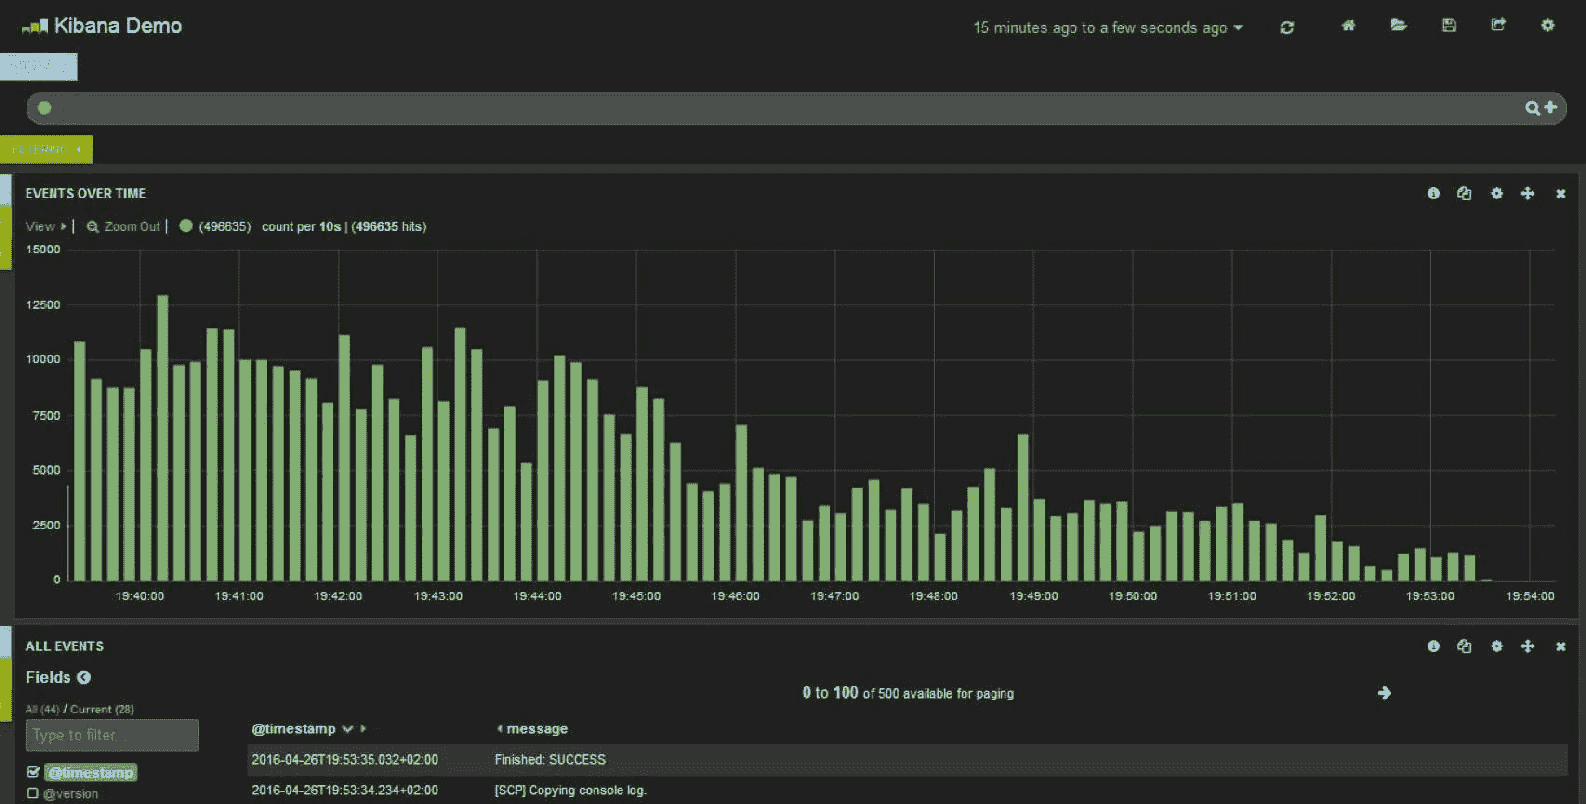 Kibana Demo
15 minutes ago to a few seconds ago
EVENTS OVER TIME
View | Zoom Out | (496635) count per 10s | (496635 hits)
15000
12500
10000
7500
5000
2500
0
19:40:00 19:41:00 19:42:00 19:43:00 19:44:00 19:45:00 19:46:00 19:47:00 19:48:00 19:49:00 19:50:00 19:51:00 19:52:00 19:53:00 19:54:00
ALL EVENTS
Fields
0 to 100 of 500 available for paging
All (44) / Current (28)
Type to filter...
@timestamp message
2016-04-26T19:53:35.032+02:00 Finished: SUCCESS
@timestamp
2016-04-26T19:53:34.234+02:00 [SCP] Copying console log.
@version